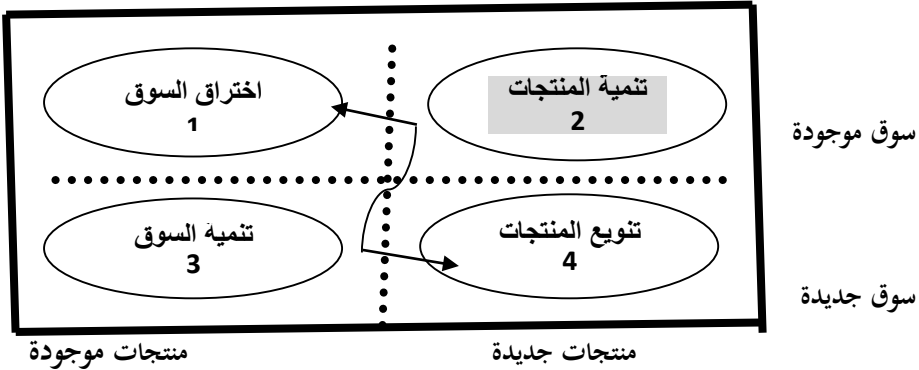 تنمية المنتجات
2
اختراق السوق
1
سوق موجودة
تنويع المنتجات
4
تنمية السوق
3
سوق جديدة
منتجات جديدة
منتجات موجودة